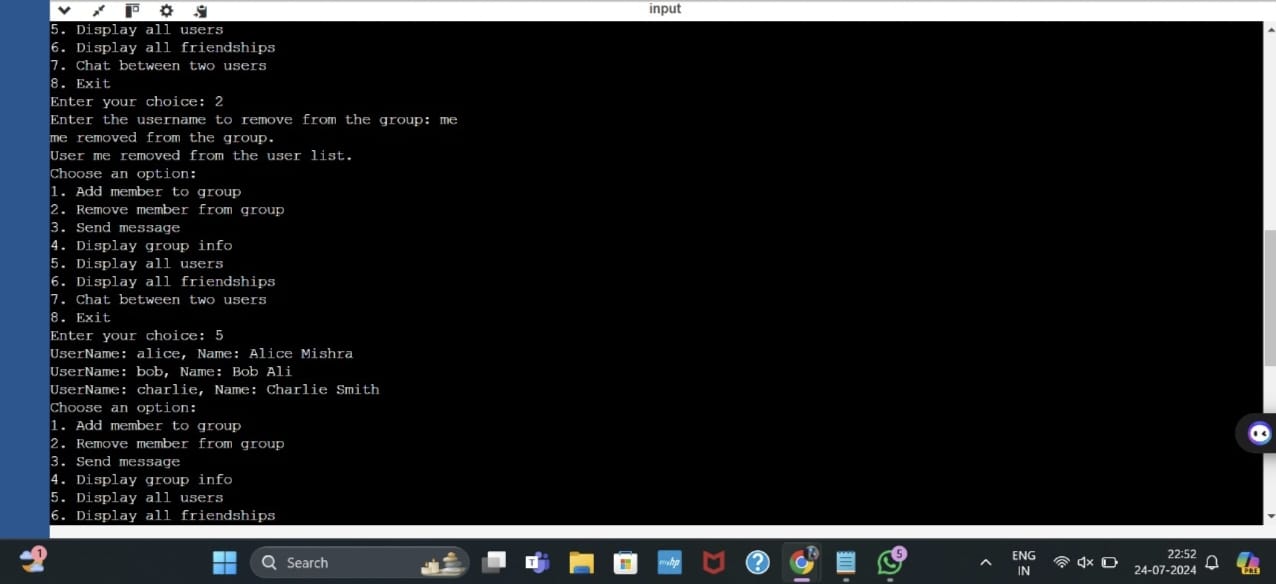 input
5. Display all users
6. Display all friendships
7. Chat between two users
8. Exit
Enter your choice: 2
Enter the username to remove from the group: me
me removed from the group.
User me removed from the user list.
Choose an option:
1. Add member to group
2. Remove member from group
3. Send message
4. Display group info
5. Display all users
6. Display all friendships
7. Chat between two users
8. Exit
Enter your choice: 5
UserName: alice, Name: Alice Mishra
UserName: bob, Name: Bob Ali
UserName: charlie, Name: Charlie Smith
Choose an option:
1. Add member to group
2. Remove member from group
3. Send message
4. Display group info
5. Display all users
6. Display all friendships
1
Search
T
myhp
5
ENG
IN
22:52
24-07-2024
PRE